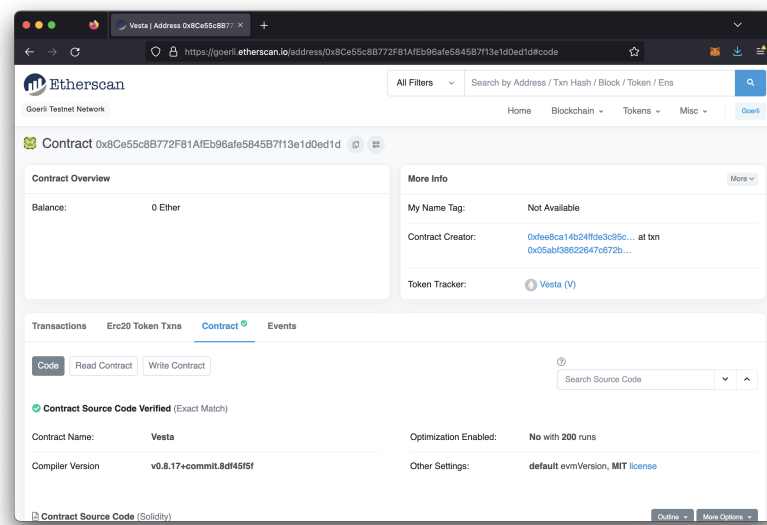 Vesta | Address 0x8Ce55c8B77
https://goerli.etherscan.io/address/0x8Ce55c8B772F81AfEb96afe5845B7f13e1d0ed1d#code
Etherscan
All Filters
Search by Address / Txn Hash / Block / Token / Ens
Goerli Testnet Network
Home Blockchain Tokens Misc Goerli
Contract 0x8Ce55c8B772F81AfEb96afe5845B7f13e1d0ed1d
Contract Overview
Balance: 0 Ether
More Info
More
My Name Tag: Not Available
Contract Creator: 0xfee8ca14b24ffde3c95c... at txn
0x05abf38622647c672b...
Token Tracker: Vesta (V)
Transactions Erc20 Token Txns Contract Events
Code Read Contract Write Contract
Search Source Code
Contract Source Code Verified (Exact Match)
Contract Name: Vesta
Optimization Enabled: No with 200 runs
Compiler Version v0.8.17+commit.8df45f5f
Other Settings: default evmVersion, MIT license
Contract Source Code (Solidity)
Outline More Options